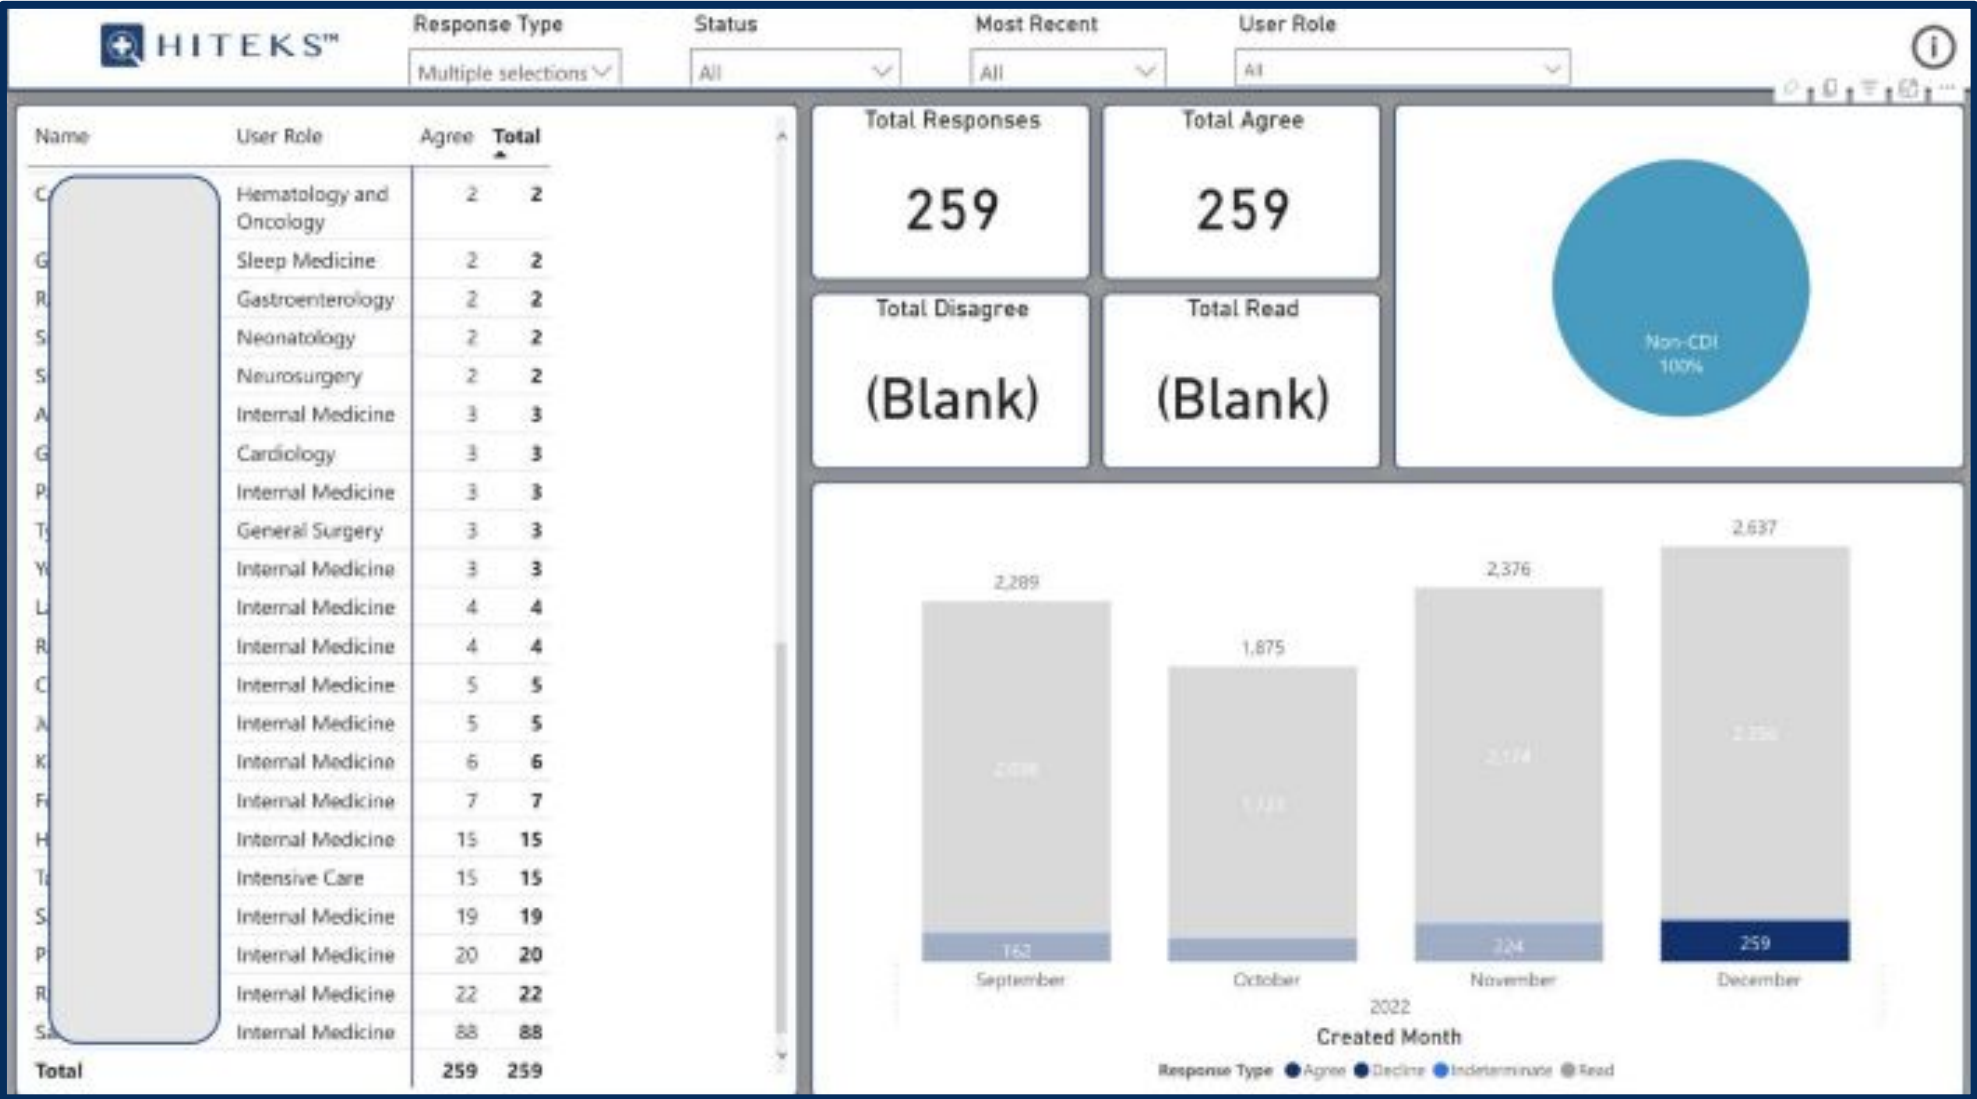 HITEKS™
Response Type
Multiple selections
Status
All
Most Recent
All
User Role
All
Name User Role Agree Total
Hematology and 2 2
Oncology
G Sleep Medicine 2 2
R Gastroenterology 2 2
S Neonatology 2 2
S Neurosurgery 2 2
A Internal Medicine 3 3
G Cardiology 3 3
P Internal Medicine 3 3
T General Surgery 3 3
Y Internal Medicine 3 3
L Internal Medicine 4 4
R Internal Medicine 4 4
C Internal Medicine 5 5
Internal Medicine 5 5
K Internal Medicine 6 6
F Internal Medicine 7 7
H Internal Medicine 15 15
T Intensive Care 15 15
S Internal Medicine 19 19
P Internal Medicine 20 20
R Internal Medicine 22 22
Sa Internal Medicine 88 88
Total 259 259
Total Responses
259
Total Agree
259
Total Disagree
(Blank)
Total Read
(Blank)
Non-CDI
100%
2,289
1,875
2,376
2,637
2,174
162
224
259
September October November December
2022
Created Month
Response Type Agree Decline Indeterminate Read